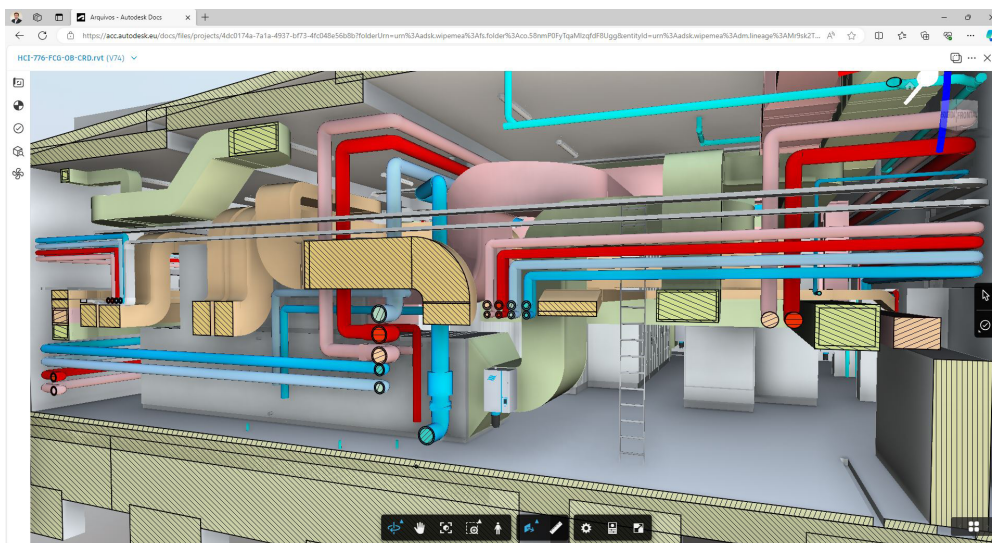 Arquivos - Autodesk Docs
https://acc.autodesk.eu/docs/files/projects/4dc0174a-7a1a-4937-bf73-4fc048e56b8b?folderUrn=urn%3Aadsk.wipemea%3Afs.folder%3Aco.58nmP0FyTqaMlzqfdF8Ugg&entityId=urn%3Aadsk.wipemea%3Adm.lineage%3AMr9sk2T...
HCI-776-FCG-OB-CRD.rvt (V74)